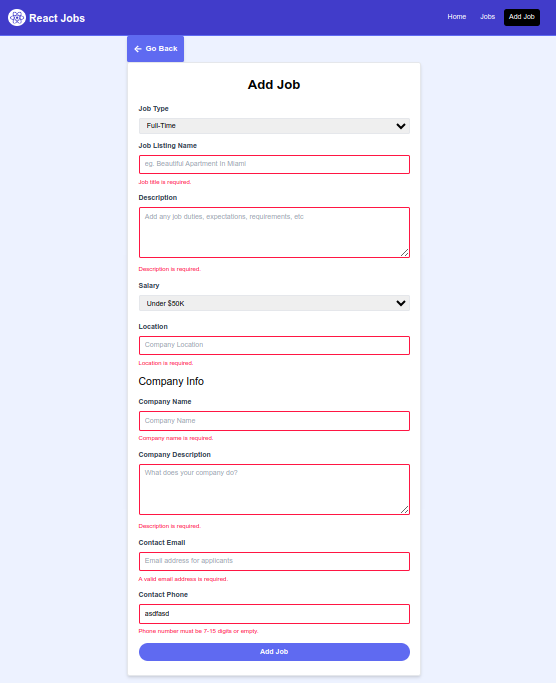 React Jobs
Home Jobs Add Job
← Go Back
Add Job
Job Type
Full-Time
Job Listing Name
eg. Beautiful Apartment In Miami
Job title is required.
Description
Add any job duties, expectations, requirements, etc
Description is required.
Salary
Under $50K
Location
Company Location
Location is required.
Company Info
Company Name
Company Name
Company name is required.
Company Description
What does your company do?
Description is required.
Contact Email
Email address for applicants
A valid email address is required.
Contact Phone
asdfasd
Phone number must be 7-15 digits or empty.
Add Job